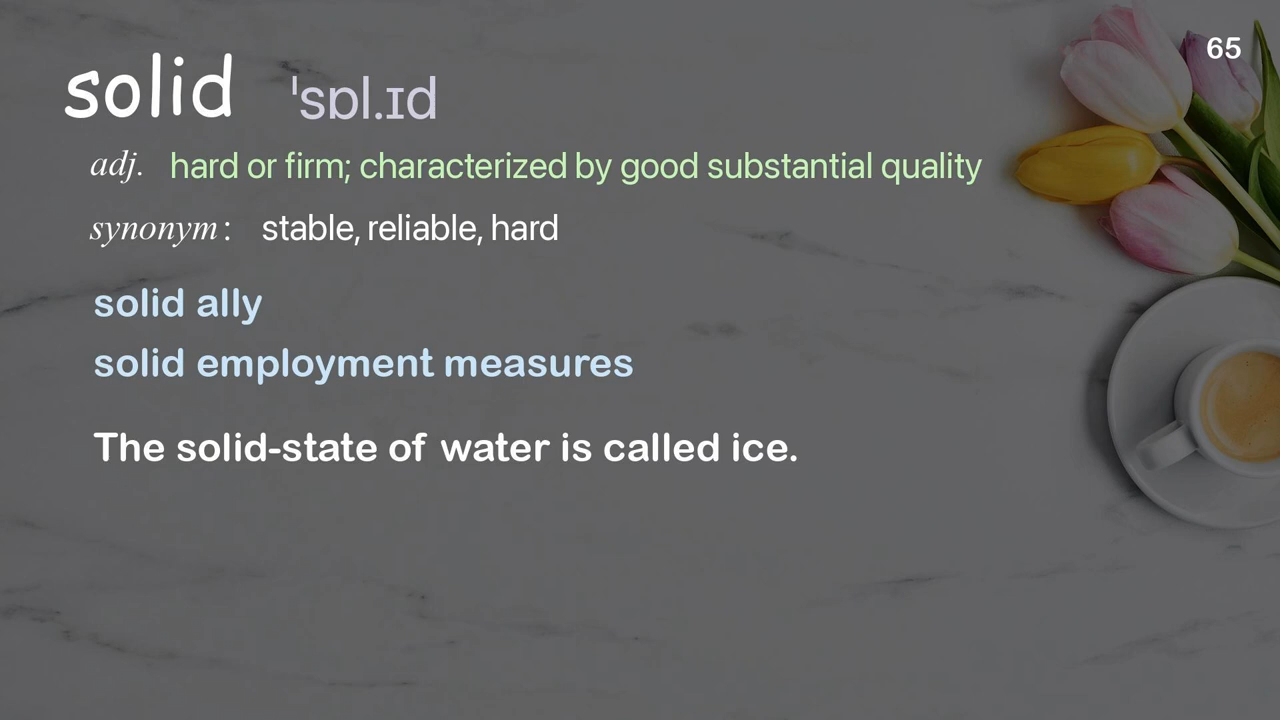 65
solid ˈsɒl.ɪd
adj. hard or firm; characterized by good substantial quality
synonym: stable, reliable, hard
solid ally
solid employment measures
The solid-state of water is called ice.